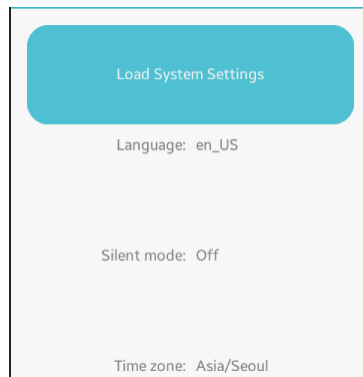 Load System Settings
Language: en_US
Silent mode: Off
Time zone: Asia/Seoul